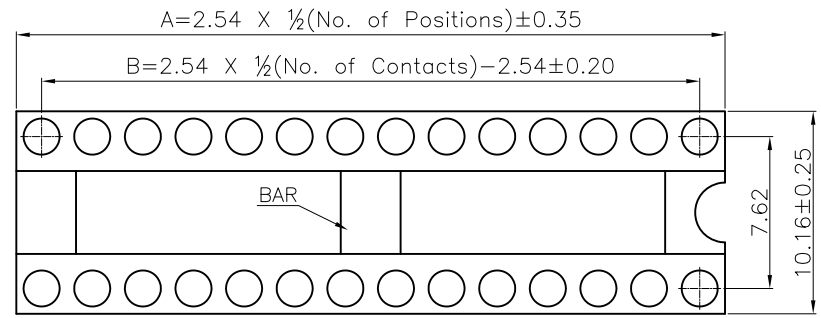 A=2.54 X ½(No. of Positions)±0.35
B=2.54 X ½(No. of Contacts)−2.54±0.20
BAR
7.62
10.16±0.25